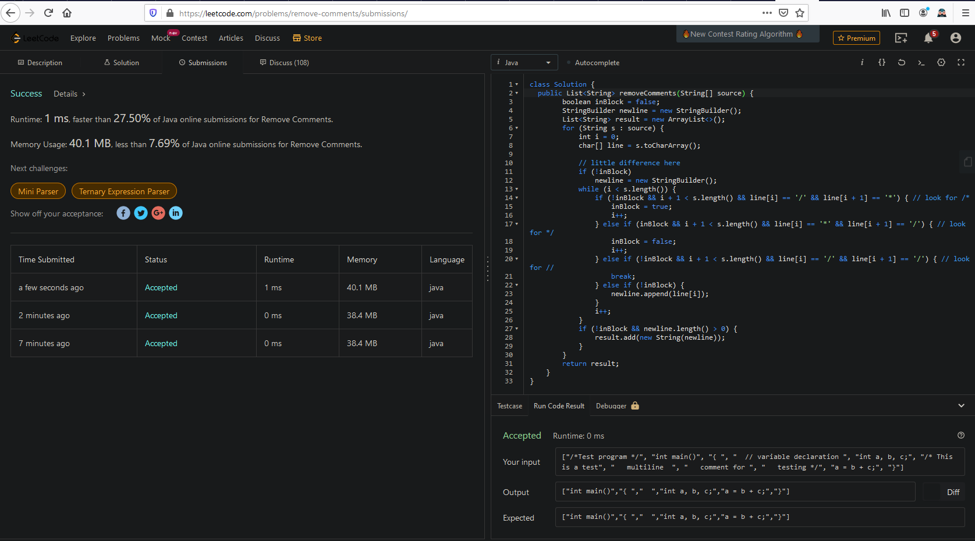 https://leetcode.com/problems/remove-comments/submissions/
LeetCode Explore Problems Mock new Contest Articles Discuss Store 🔥New Contest Rating Algorithm 🔥 Premium 5
Description Solution Submissions Discuss (108)
i Java Autocomplete
Success Details >
Runtime: 1 ms, faster than 27.50% of Java online submissions for Remove Comments.
Memory Usage: 40.1 MB, less than 7.69% of Java online submissions for Remove Comments.
Next challenges:
Mini Parser Ternary Expression Parser
Show off your acceptance:
Time Submitted Status Runtime Memory Language
a few seconds ago Accepted 1 ms 40.1 MB java
2 minutes ago Accepted 0 ms 38.4 MB java
7 minutes ago Accepted 0 ms 38.4 MB java
1 class Solution {
2 public List<String> removeComments(String[] source) {
3 boolean inBlock = false;
4 StringBuilder newline = new StringBuilder();
5 List<String> result = new ArrayList<>();
6 for (String s : source) {
7 int i = 0;
8 char[] line = s.toCharArray();
9
10 // little difference here
11 if (!inBlock)
12 newline = new StringBuilder();
13 while (i < s.length()) {
14 if (!inBlock && i + 1 < s.length() && line[i] == '/' && line[i + 1] == '*') { // look for /*
15 inBlock = true;
16 i++;
17 } else if (inBlock && i + 1 < s.length() && line[i] == '*' && line[i + 1] == '/') { // look
for */
18 inBlock = false;
19 i++;
20 } else if (!inBlock && i + 1 < s.length() && line[i] == '/' && line[i + 1] == '/') { // look
for //
21 break;
22 } else if (!inBlock) {
23 newline.append(line[i]);
24 }
25 i++;
26 }
27 if (!inBlock && newline.length() > 0) {
28 result.add(new String(newline));
29 }
30 }
31 return result;
32 }
33 }
Testcase Run Code Result Debugger
Accepted Runtime: 0 ms
Your input
["/*Test program */", "int main()", "{ ", "  // variable declaration ", "int a, b, c;", "/* This
is a test", "   multiline  ", "   comment for ", "   testing */", "a = b + c;", "}"]
Output
["int main()","{ ","  ","int a, b, c;","a = b + c;","}"]
Diff
Expected
["int main()","{ ","  ","int a, b, c;","a = b + c;","}"]